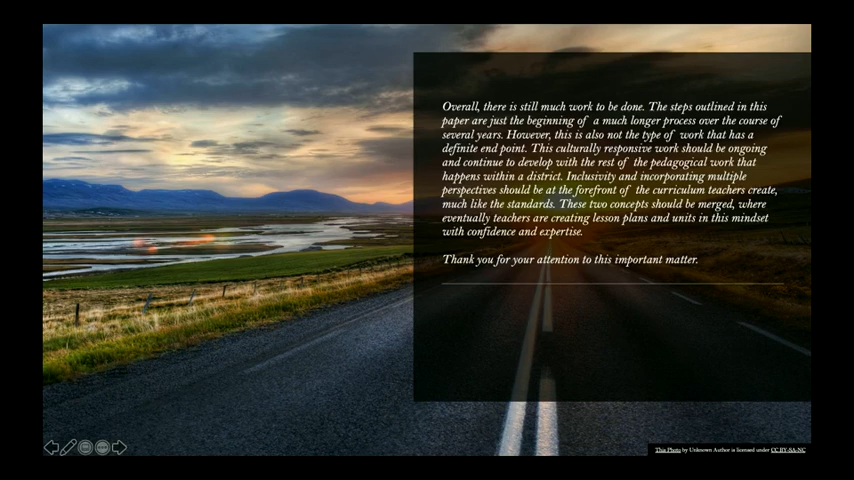 Overall, there is still much work to be done. The steps outlined in this
paper are just the beginning of a much longer process over the course of
several years. However, this is also not the type of work that has a
definite end point. This culturally responsive work should be ongoing
and continue to develop with the rest of the pedagogical work that
happens within a district. Inclusivity and incorporating multiple
perspectives should be at the forefront of the curriculum teachers create,
much like the standards. These two concepts should be merged, where
eventually teachers are creating lesson plans and units in this mindset
with confidence and expertise.
Thank you for your attention to this important matter.
This Photo by Unknown Author is licensed under CC BY-SA-NC